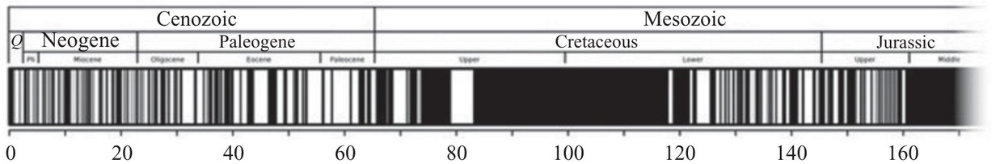 Cenozoic Mesozoic
Q Neogene Paleogene Cretaceous Jurassic
Pli Miocene Oligocene Eocene Paleocene Upper Lower Upper Middle
0 20 40 60 80 100 120 140 160